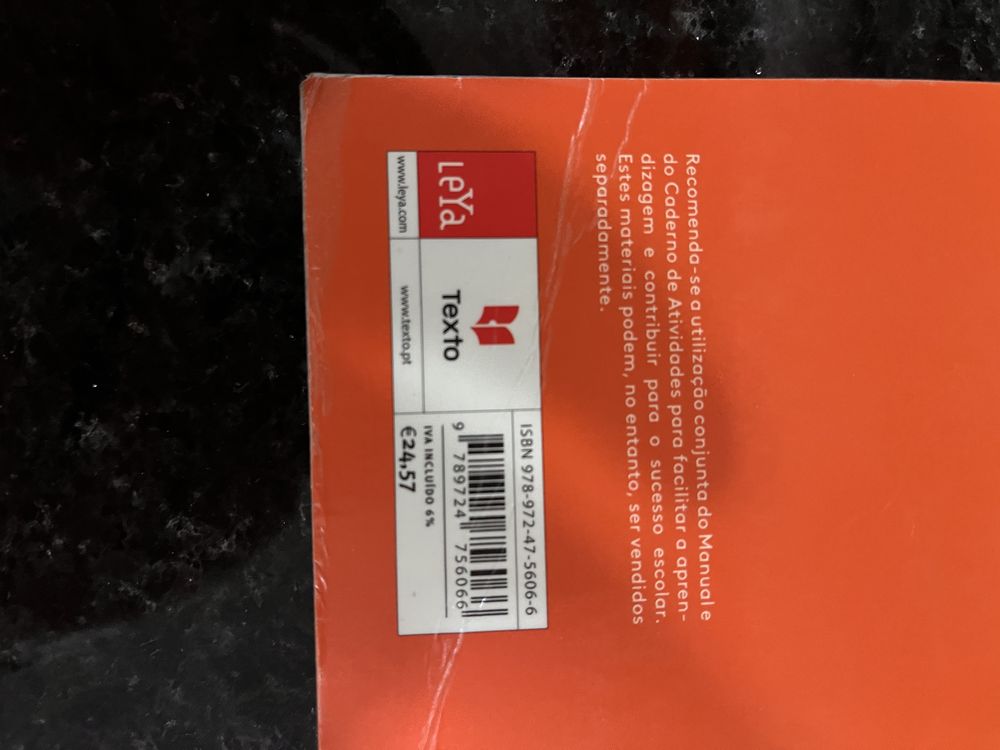 Recomenda-se a utilização conjunta do Manual e
do Caderno de Atividades para facilitar a apren-
dizagem e contribuir para o sucesso escolar.
Estes materiais podem, no entanto, ser vendidos
separadamente.
LeYa
Texto
ISBN 978-972-47-5606-6
9 789724 756066
IVA INCLUÍDO 6%
€24,57
www.leya.com
www.texto.pt